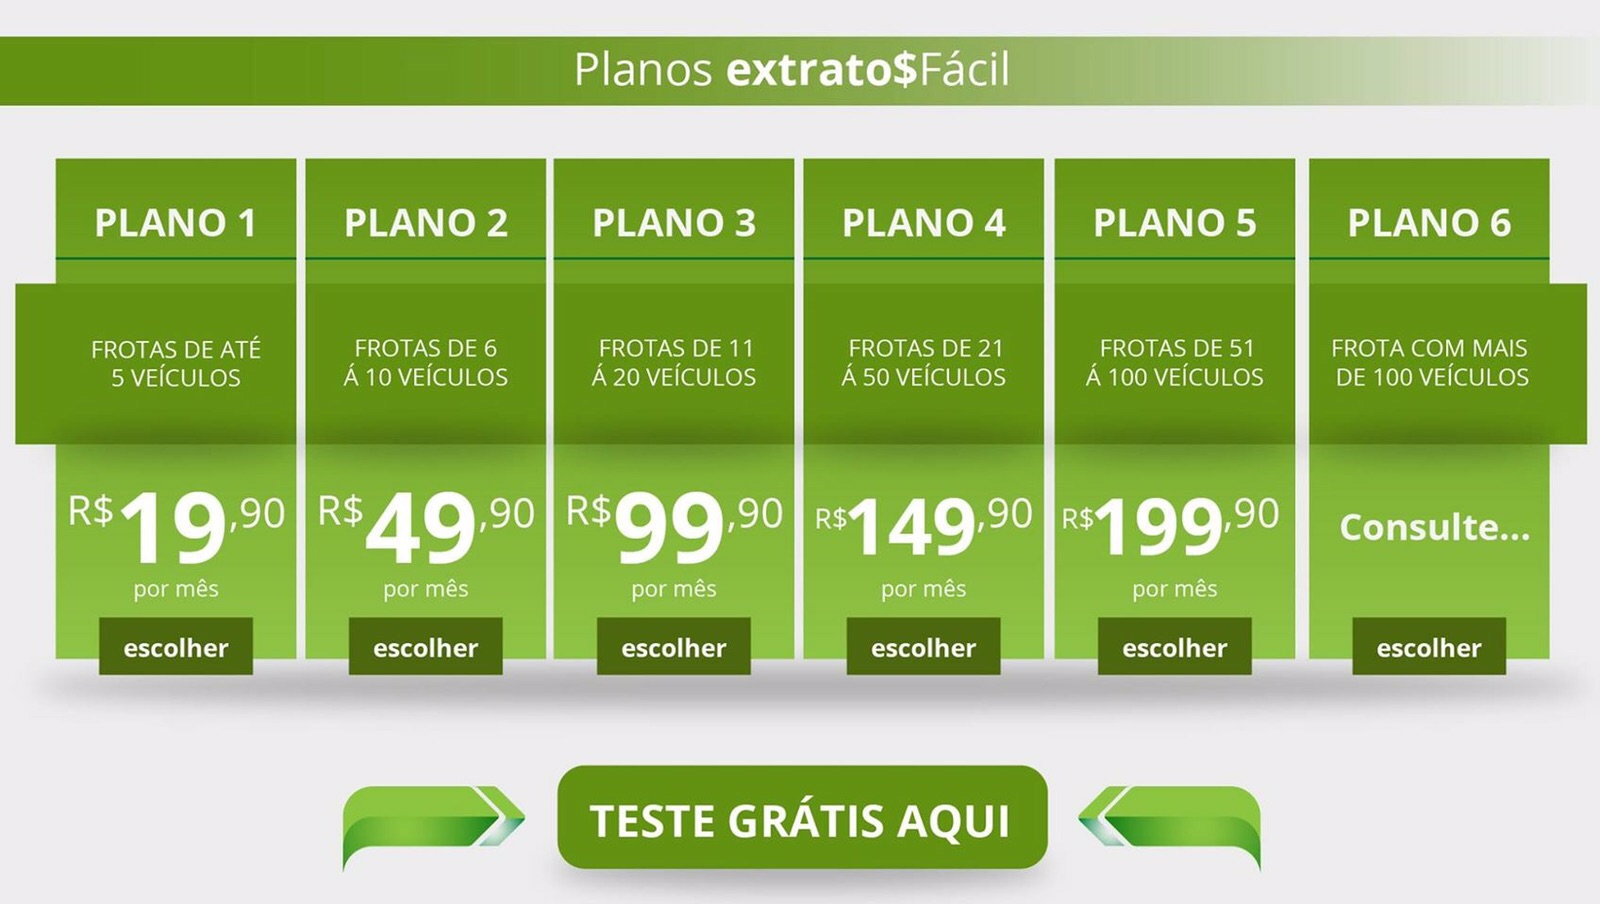 Planos extrato$Fácil
PLANO 1
FROTAS DE ATÉ
5 VEÍCULOS
R$19,90
por mês
escolher
PLANO 2
FROTAS DE 6
Á 10 VEÍCULOS
R$49,90
por mês
escolher
PLANO 3
FROTAS DE 11
Á 20 VEÍCULOS
R$99,90
por mês
escolher
PLANO 4
FROTAS DE 21
Á 50 VEÍCULOS
R$149,90
por mês
escolher
PLANO 5
FROTAS DE 51
Á 100 VEÍCULOS
R$199,90
por mês
escolher
PLANO 6
FROTA COM MAIS
DE 100 VEÍCULOS
Consulte...
escolher
TESTE GRÁTIS AQUI